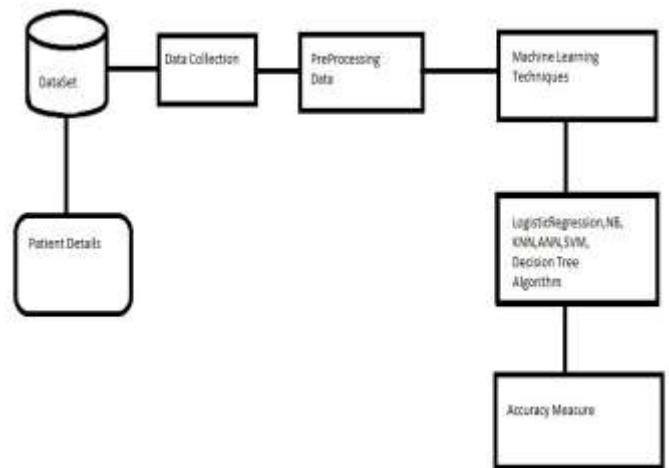 DataSet
Data Collection
PreProcessing
Data
Machine Learning
Techniques
Patient Details
LogisticRegression,NB,
KNN,ANN,SVM,
Decision Tree
Algorithm
Accuracy Measure